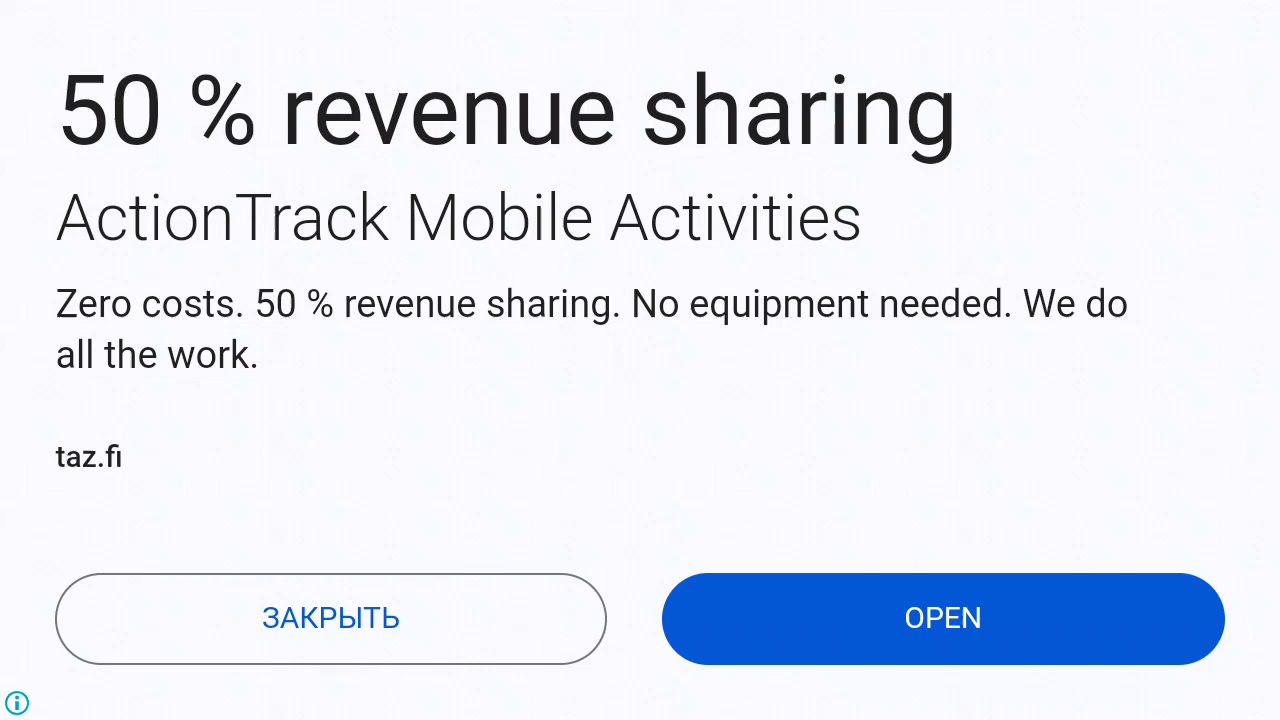 50 % revenue sharing
ActionTrack Mobile Activities
Zero costs. 50 % revenue sharing. No equipment needed. We do
all the work.
taz.fi
ЗАКРЫТЬ
OPEN